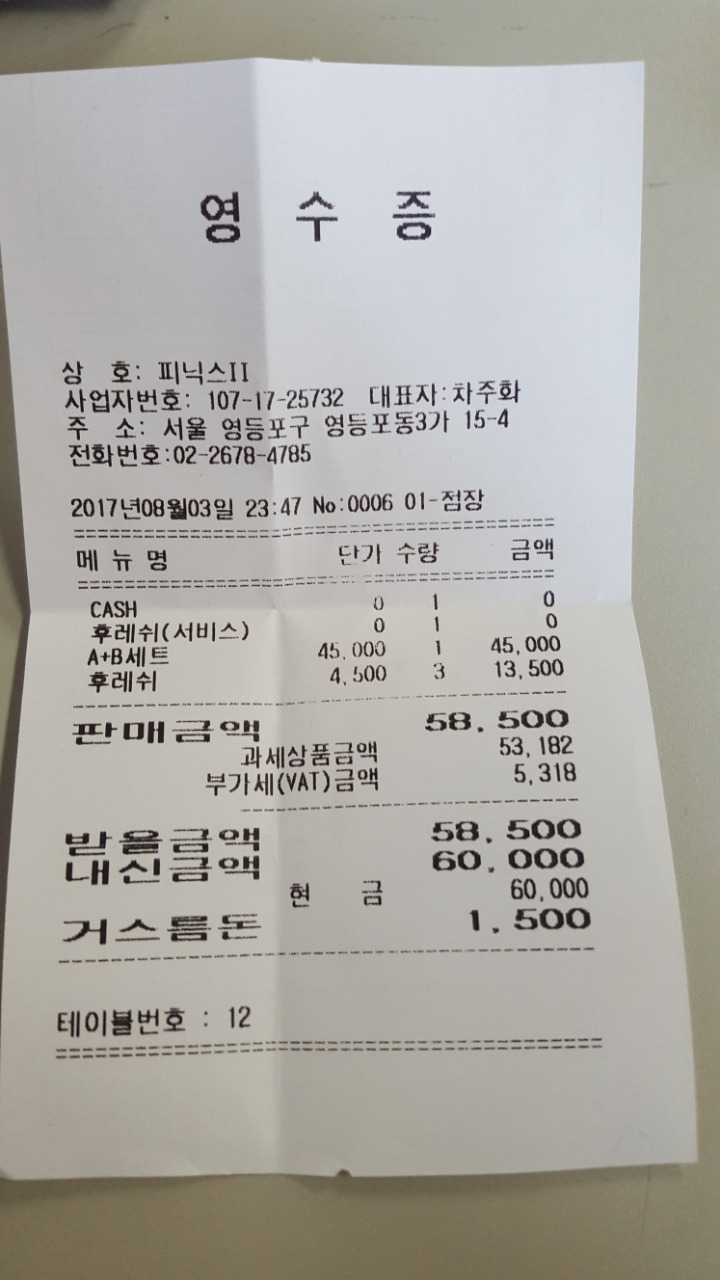 영 수 증
상 호: 피닉스II
사업자번호: 107-17-25732 대표자:차주화
주 소: 서울 영등포구 영등포동3가 15-4
전화번호:02-2678-4785
2017년08월03일 23:47 No:0006 01-점장
메 뉴 명 단가 수량 금액
CASH 0 1 0
후레쉬(서비스) 0 1 0
A+B세트 45,000 1 45,000
후레쉬 4,500 3 13,500
판매금액 58,500
과세상품금액 53,182
부가세(VAT)금액 5,318
받을금액 58,500
내신금액 60,000
현 금 60,000
거스름돈 1,500
테이블번호 : 12